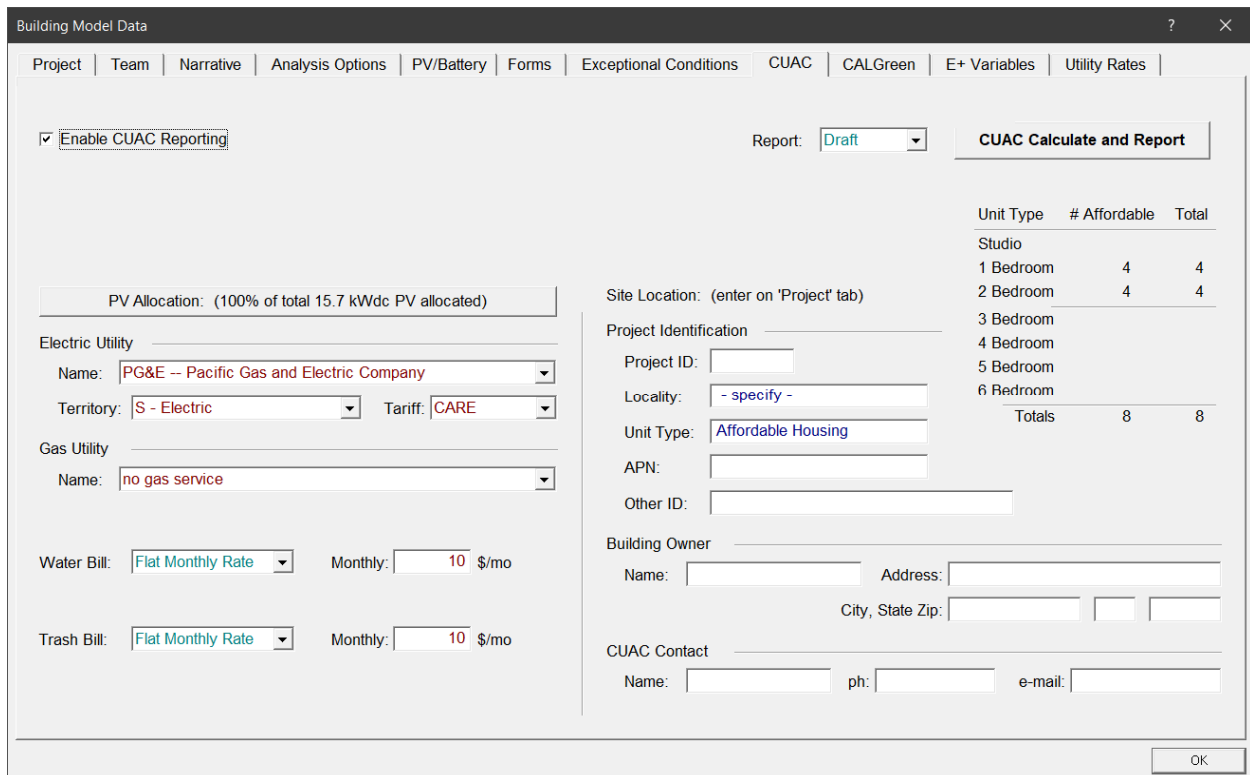 Building Model Data ? ×
Project Team Narrative Analysis Options PV/Battery Forms Exceptional Conditions CUAC CALGreen E+ Variables Utility Rates
Enable CUAC Reporting
Report: Draft
CUAC Calculate and Report
Unit Type # Affordable Total
Studio
1 Bedroom 4 4
2 Bedroom 4 4
3 Bedroom
4 Bedroom
5 Bedroom
6 Bedroom
Totals 8 8
PV Allocation: (100% of total 15.7 kWdc PV allocated)
Electric Utility
Name: PG&E -- Pacific Gas and Electric Company
Territory: S - Electric Tariff: CARE
Gas Utility
Name: no gas service
Water Bill: Flat Monthly Rate Monthly: 10 $/mo
Trash Bill: Flat Monthly Rate Monthly: 10 $/mo
Site Location: (enter on 'Project' tab)
Project Identification
Project ID:
Locality: - specify -
Unit Type: Affordable Housing
APN:
Other ID:
Building Owner
Name: Address:
City, State Zip:
CUAC Contact
Name: ph: e-mail:
OK